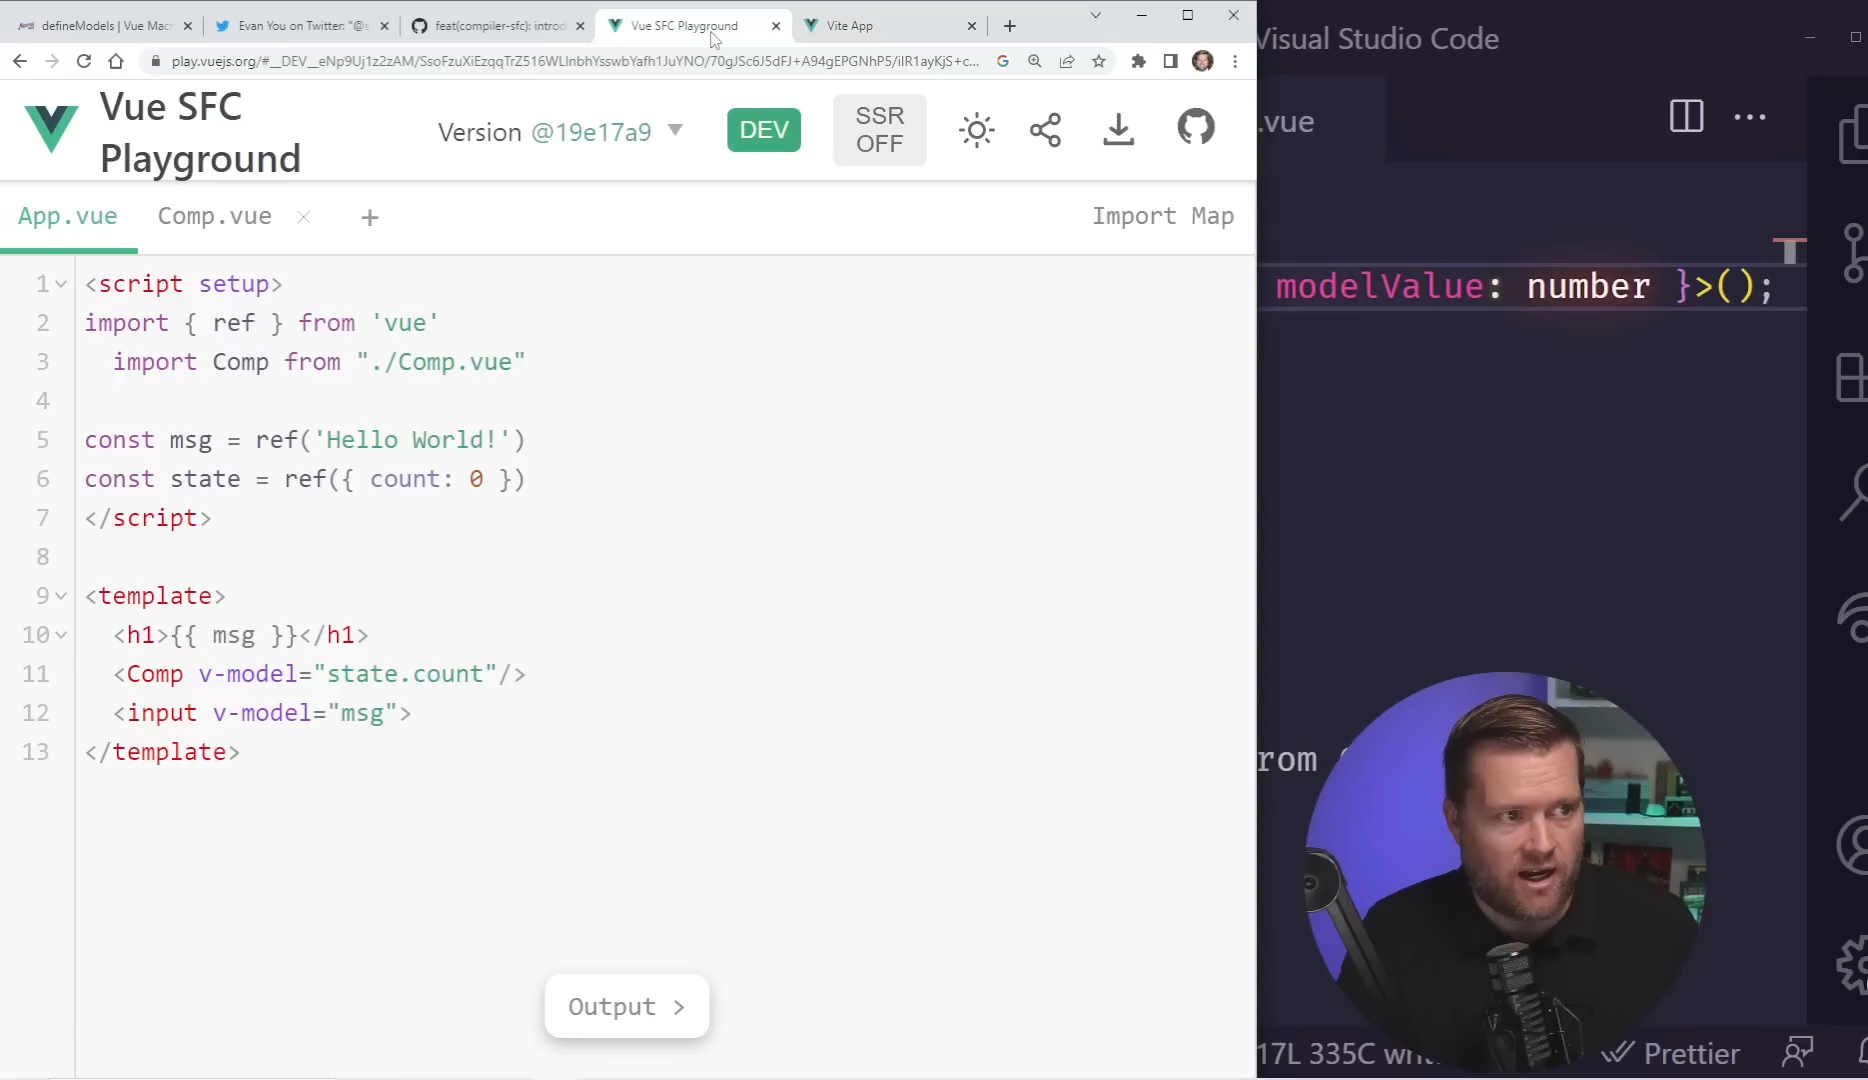 defineModels | Vue Mac
Evan You on Twitter: "@s
feat(compiler-sfc): introd
Vue SFC Playground
Vite App
Visual Studio Code
play.vuejs.org/#__DEV__eNp9Uj1z2zAM/SsoFzuXiEzqqTrZ516WLInbhYsswbYafh1JuYNO/70gJSc6J5dFJ+A94gEPGNhP5/iIR1ayKjS+c...
Vue SFC
Playground
Version @19e17a9
DEV
SSR
OFF
.vue
App.vue
Comp.vue
+
Import Map
1 <script setup>
2 import { ref } from 'vue'
3 import Comp from "./Comp.vue"
4
5 const msg = ref('Hello World!')
6 const state = ref({ count: 0 })
7 </script>
8
9 <template>
10 <h1>{{ msg }}</h1>
11 <Comp v-model="state.count"/>
12 <input v-model="msg">
13 </template>
modelValue: number }>();
rom
Output >
17L 335C
Prettier